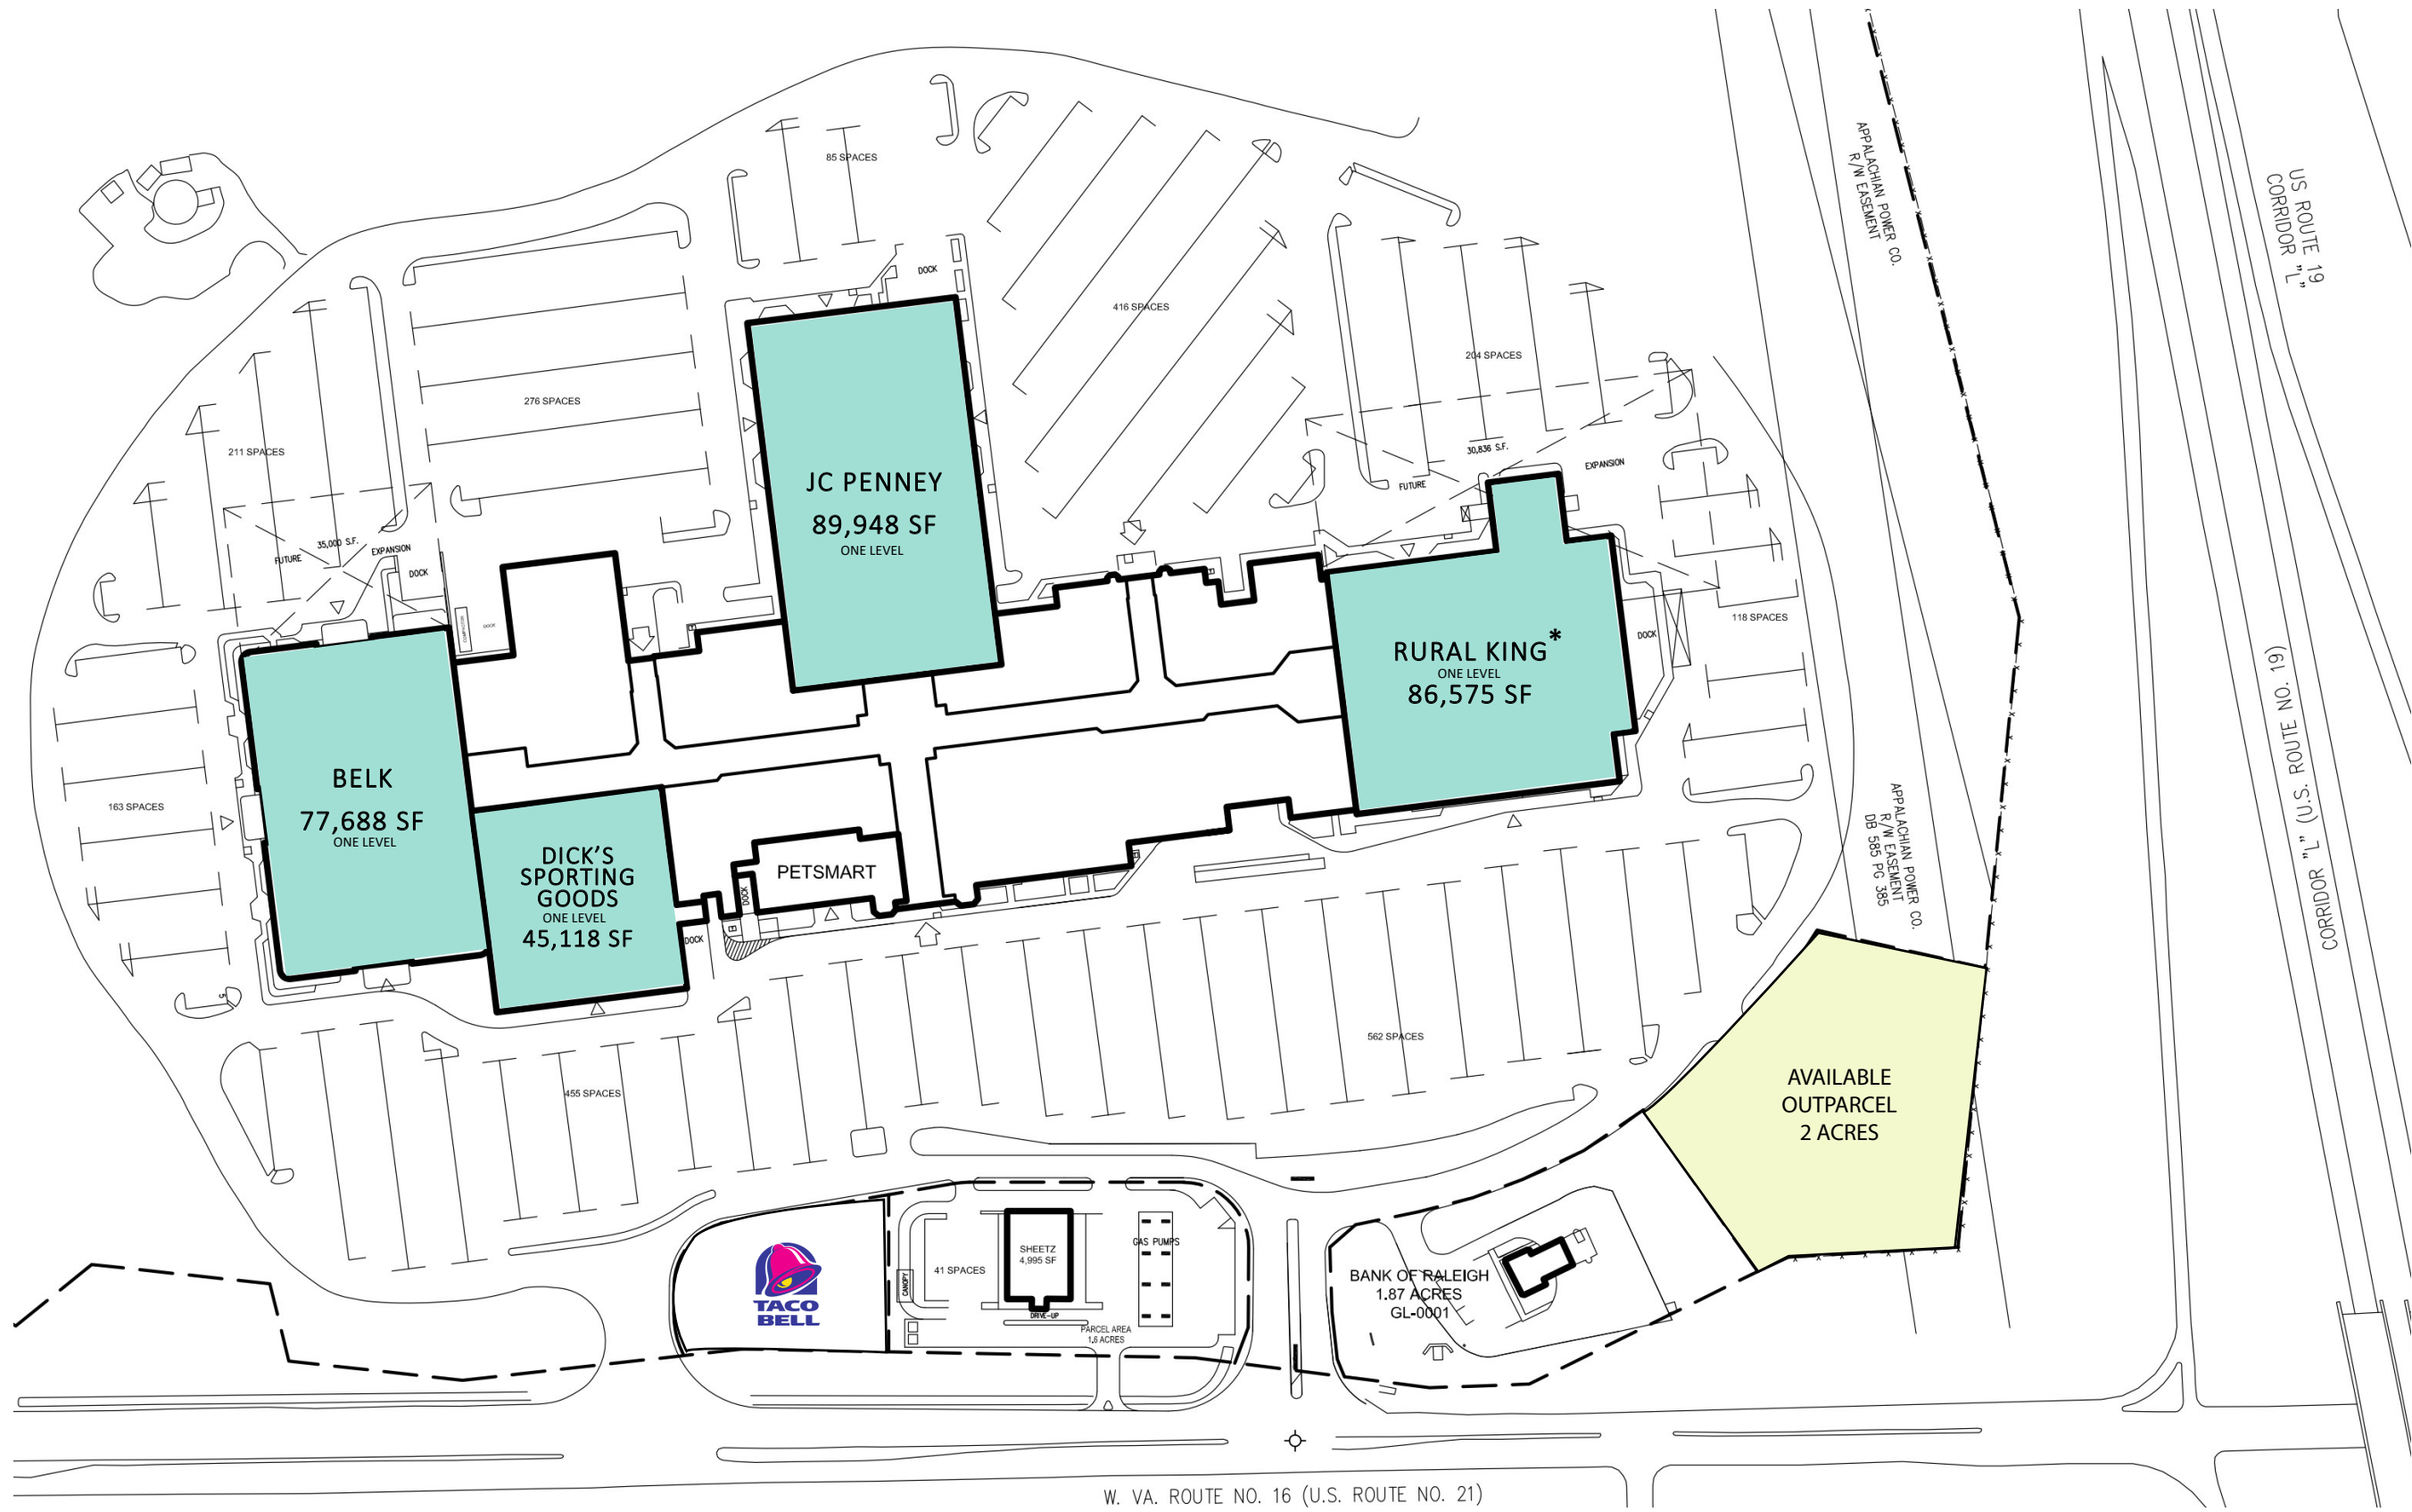 85 SPACES
DOCK
416 SPACES
204 SPACES
276 SPACES
211 SPACES
APPALACHIAN POWER CO.
R/W EASEMENT
US ROUTE 19
CORRIDOR "L"
30,836 S.F.
FUTURE
EXPANSION
35,000 S.F.
FUTURE
EXPANSION
DOCK
COMPACTOR
DOCK
JC PENNEY
89,948 SF
ONE LEVEL
RURAL KING*
ONE LEVEL
86,575 SF
DOCK
118 SPACES
CORRIDOR "L" (U.S. ROUTE NO. 19)
BELK
77,688 SF
ONE LEVEL
163 SPACES
DICK'S
SPORTING
GOODS
ONE LEVEL
45,118 SF
DOCK
PETSMART
DOCK
E
E
E
E
5
APPALACHIAN POWER CO.
R/W EASEMENT
DB 585 PG 385
562 SPACES
455 SPACES
AVAILABLE
OUTPARCEL
2 ACRES
TACO
BELL
41 SPACES
CANOPY
SHEETZ
4,995 SF
DRIVE-UP
GAS PUMPS
PARCEL AREA
1.6 ACRES
BANK OF RALEIGH
1.87 ACRES
GL-0001
W. VA. ROUTE NO. 16 (U.S. ROUTE NO. 21)